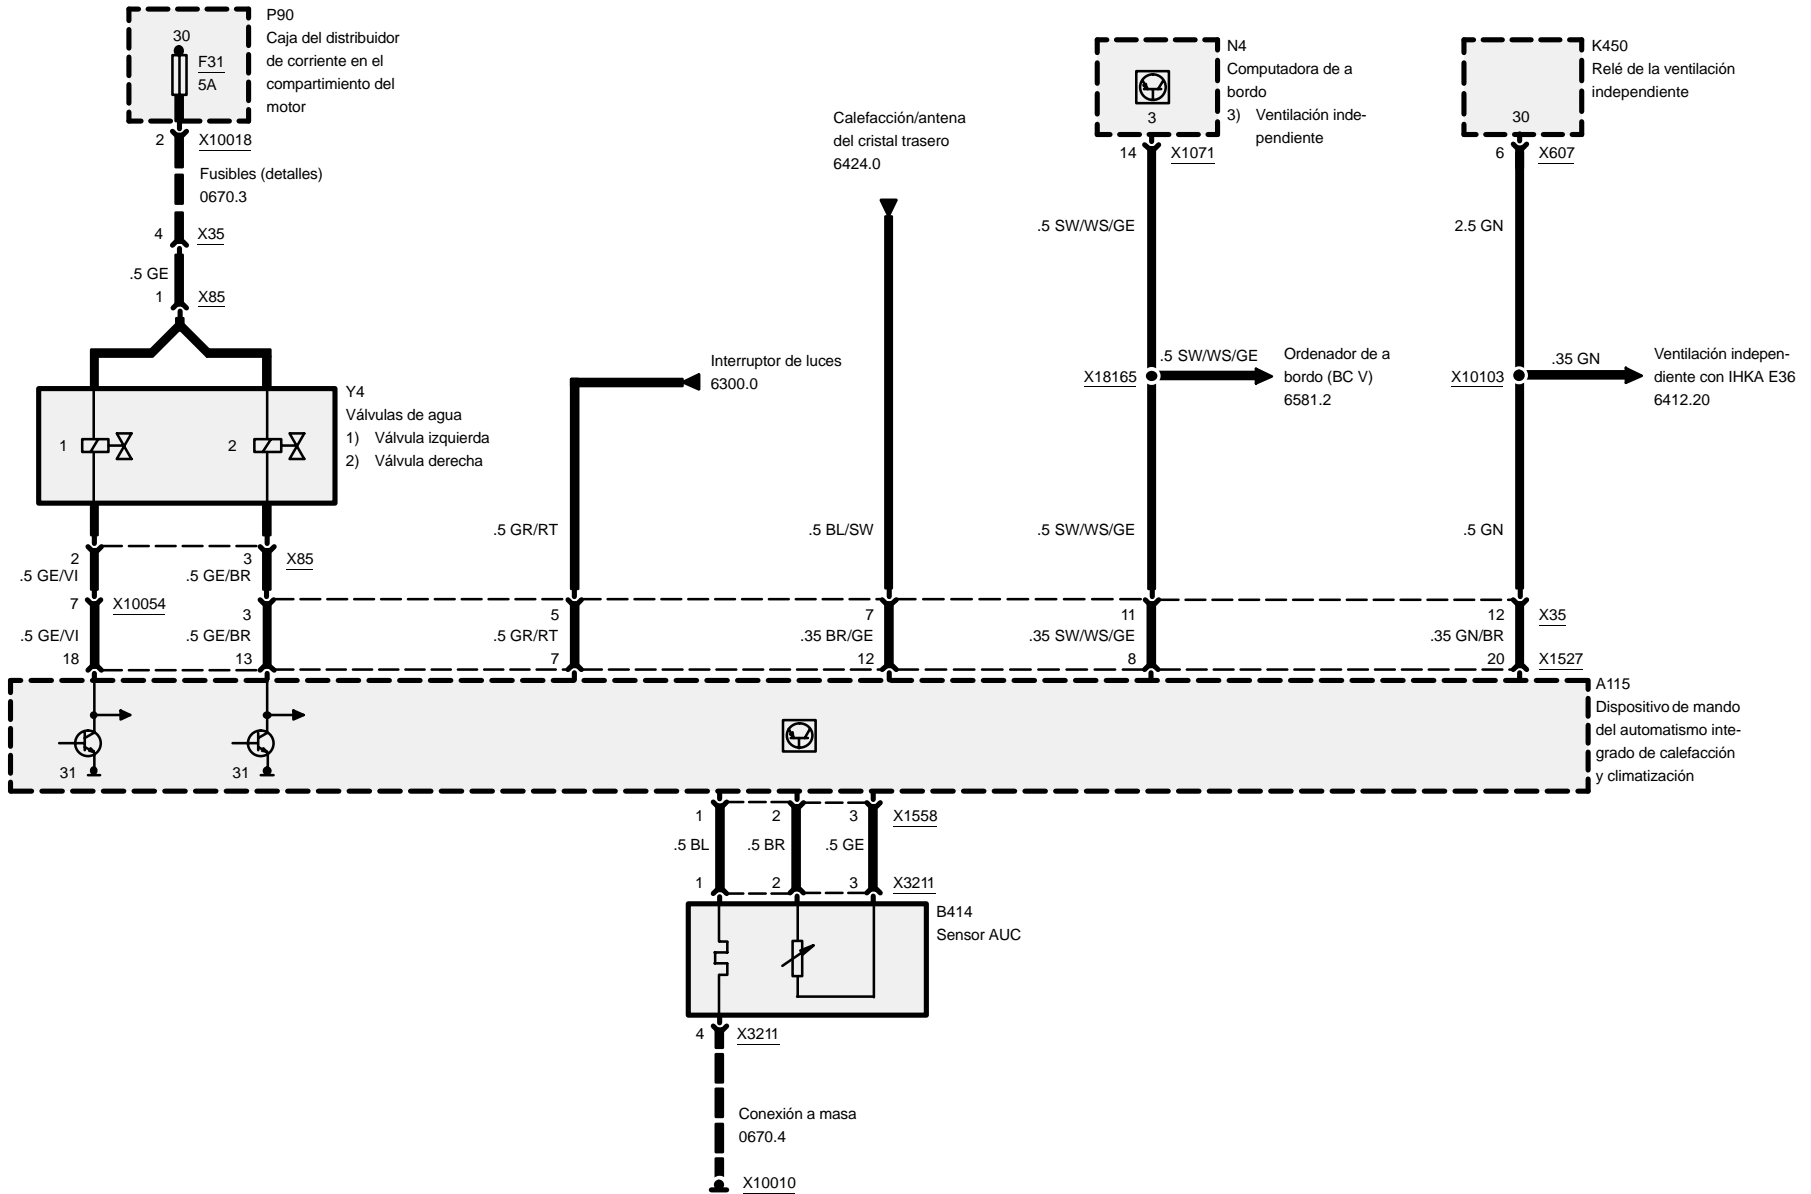 P90
Caja del distribuidor
de corriente en el
compartimiento del
motor
30
F31
5A
2 X10018
Fusibles (detalles)
0670.3
4 X35
.5 GE
1 X85
Y4
Válvulas de agua
1) Válvula izquierda
2) Válvula derecha
1
2
2
3 X85
.5 GE/VI
.5 GE/BR
Interruptor de luces
6300.0
Calefacción/antena
del cristal trasero
6424.0
N4
Computadora de a
bordo
3) Ventilación inde-
pendiente
3
14 X1071
.5 SW/WS/GE
X18165
.5 SW/WS/GE
Ordenador de a
bordo (BC V)
6581.2
K450
Relé de la ventilación
independiente
30
6 X607
2.5 GN
X10103
.35 GN
Ventilación indepen-
diente con IHKA E36
6412.20
.5 GR/RT
.5 BL/SW
.5 SW/WS/GE
.5 GN
7 X10054
3
5
7
11
12 X35
.5 GE/VI
.5 GE/BR
.5 GR/RT
.35 BR/GE
.35 SW/WS/GE
.35 GN/BR
18
13
7
12
8
20 X1527
A115
Dispositivo de mando
del automatismo inte-
grado de calefacción
y climatización
31
31
1
2
3 X1558
.5 BL
.5 BR
.5 GE
1
2
3 X3211
B414
Sensor AUC
4 X3211
Conexión a masa
0670.4
X10010